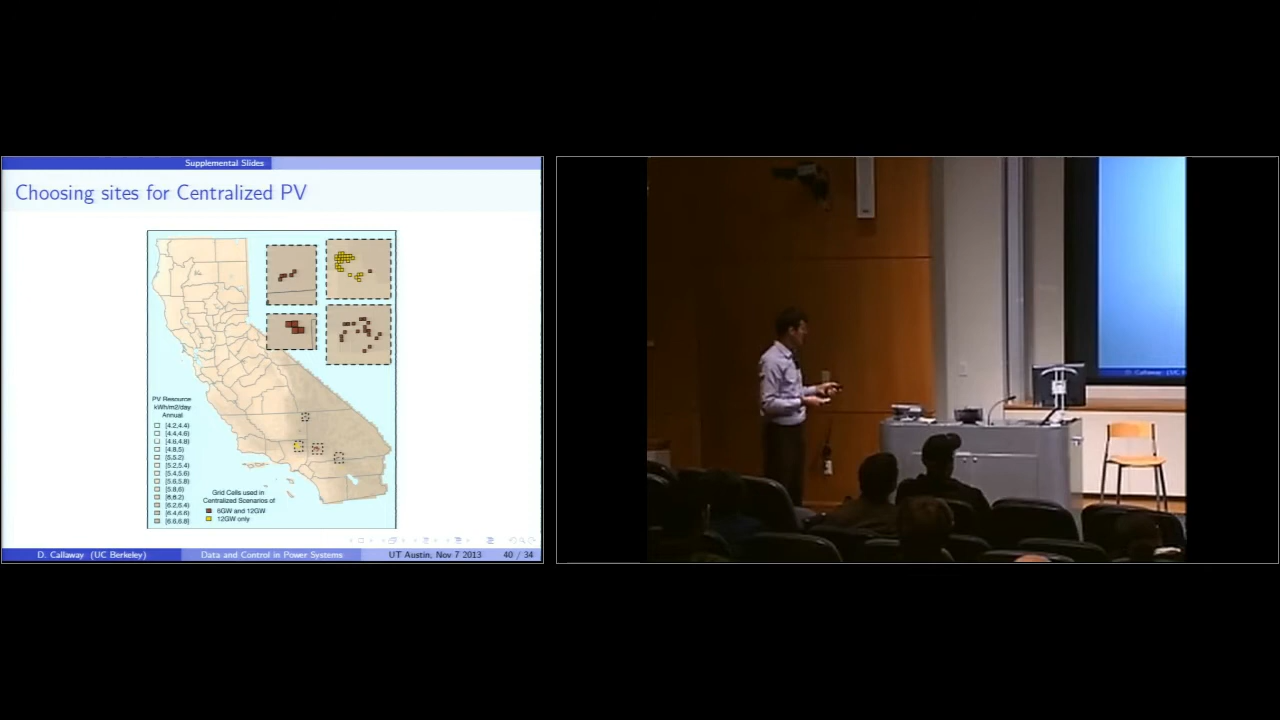 Supplemental Slides
Choosing sites for Centralized PV
PV Resource
kWh/m2/day
Annual
[4.2,4.4)
[4.4,4.6)
[4.6,4.8)
[4.8,5)
[5,5.2)
[5.2,5.4)
[5.4,5.6)
[5.6,5.8)
[5.8,6)
[6,6.2)
[6.2,6.4)
[6.4,6.6)
[6.6,6.8]
Grid Cells used in
Centralized Scenarios of
6GW and 12GW
12GW only
D. Callaway (UC Berkeley)
Data and Control in Power Systems
UT Austin, Nov 7 2013
40 / 34
D. Callaway (UC B